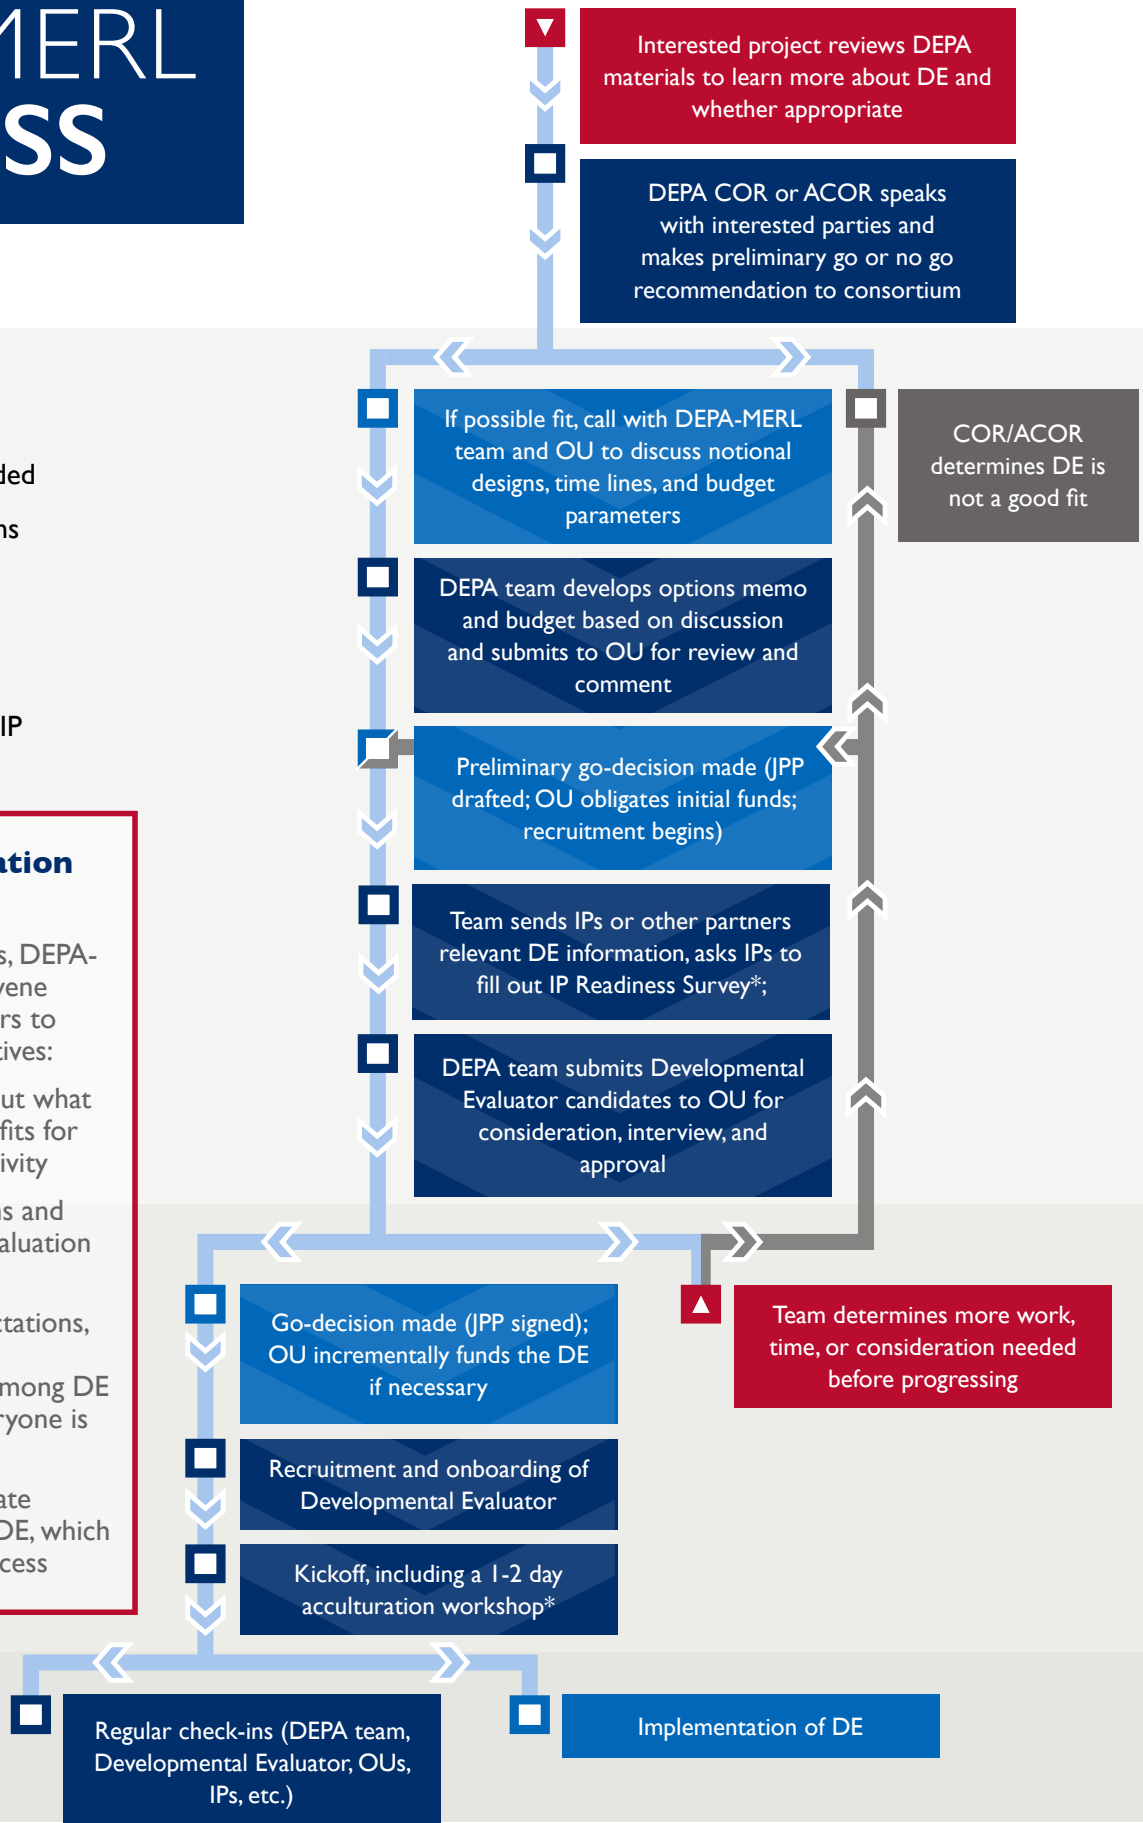 MERL
SS
Interested project reviews DEPA
materials to learn more about DE and
whether appropriate
DEPA COR or ACOR speaks
with interested parties and
makes preliminary go or no go
recommendation to consortium
If possible fit, call with DEPA-MERL
team and OU to discuss notional
designs, time lines, and budget
parameters
COR/ACOR
determines DE is
not a good fit
DEPA team develops options memo
and budget based on discussion
and submits to OU for review and
comment
Preliminary go-decision made (JPP
drafted; OU obligates initial funds;
recruitment begins)
Team sends IPs or other partners
relevant DE information, asks IPs to
fill out IP Readiness Survey*;
DEPA team submits Developmental
Evaluator candidates to OU for
consideration, interview, and
approval
Go-decision made (JPP signed);
OU incrementally funds the DE
if necessary
Team determines more work,
time, or consideration needed
before progressing
Recruitment and onboarding of
Developmental Evaluator
Kickoff, including a 1-2 day
acculturation workshop*
Regular check-ins (DEPA team,
Developmental Evaluator, OUs,
IPs, etc.)
Implementation of DE
ded
ns
IP
ation
s, DEPA-
vene
rs to
tives:
ut what
fits for
ivity
ns and
aluation
ctations,
mong DE
ryone is
ate
DE, which
cess